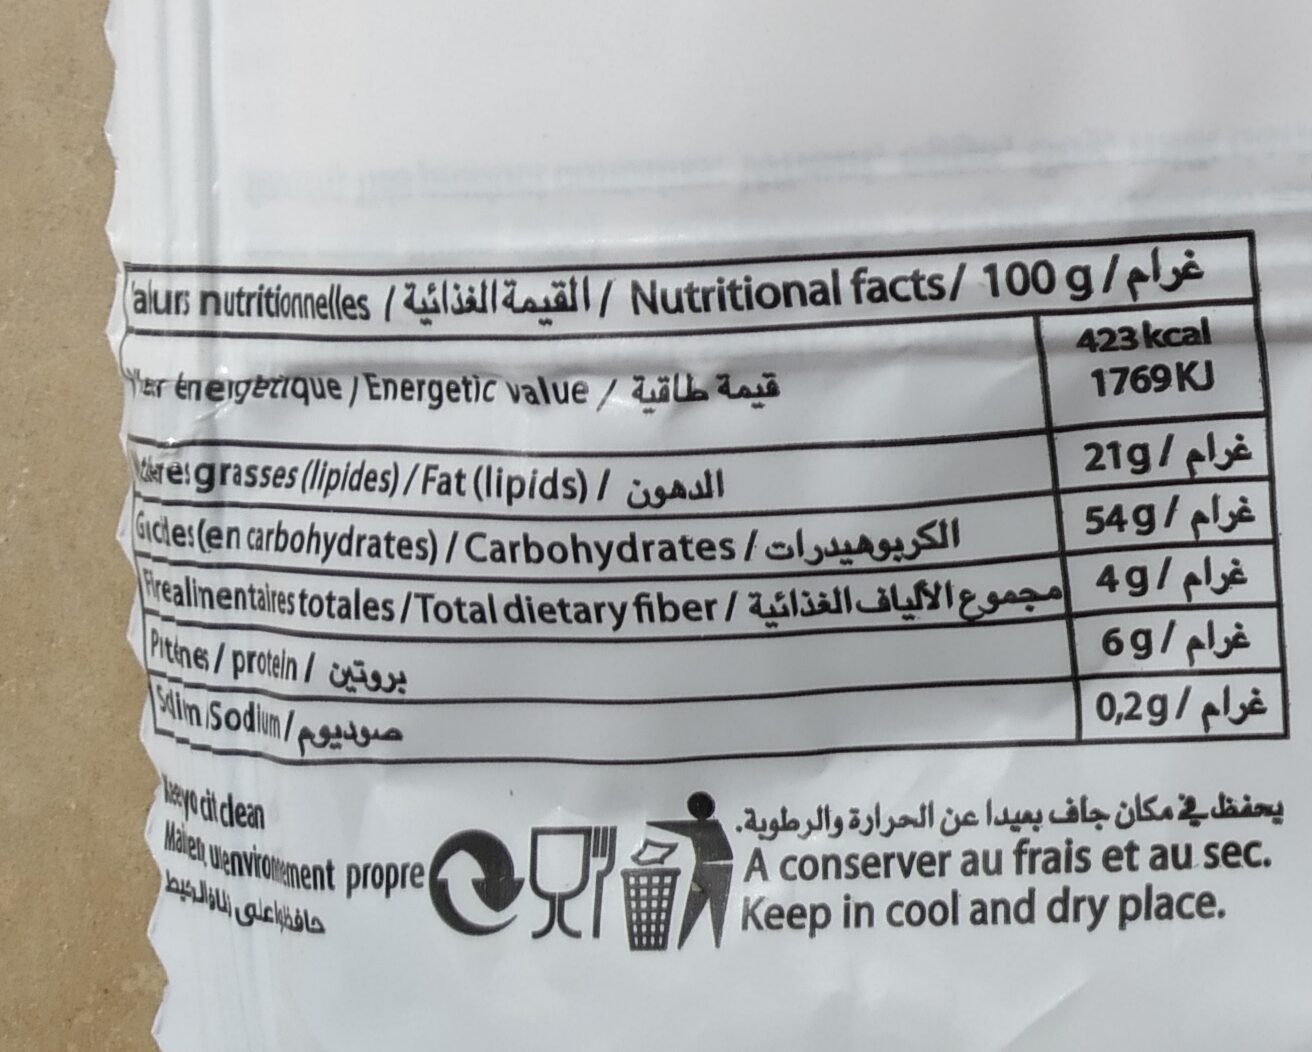 nutritionnelles / القيمة الغذائية / Nutritional facts/ 100 g / غرام
énergétique / Energetic value / قيمة طاقية 423 kcal
1769 KJ
grasses (lipides) / Fat (lipids) / الدهون 21g / غرام
(en carbohydrates) / Carbohydrates / الكربوهيدرات 54g / غرام
alimentaires totales / Total dietary fiber / مجموع الألياف الغذائية 4g / غرام
/ protein / بروتين 6g / غرام
/Sodium/ صوديوم 0,2g / غرام
clean
propre
حافظوا على
يحفظ في مكان جاف بعيدا عن الحرارة والرطوبة.
A conserver au frais et au sec.
Keep in cool and dry place.